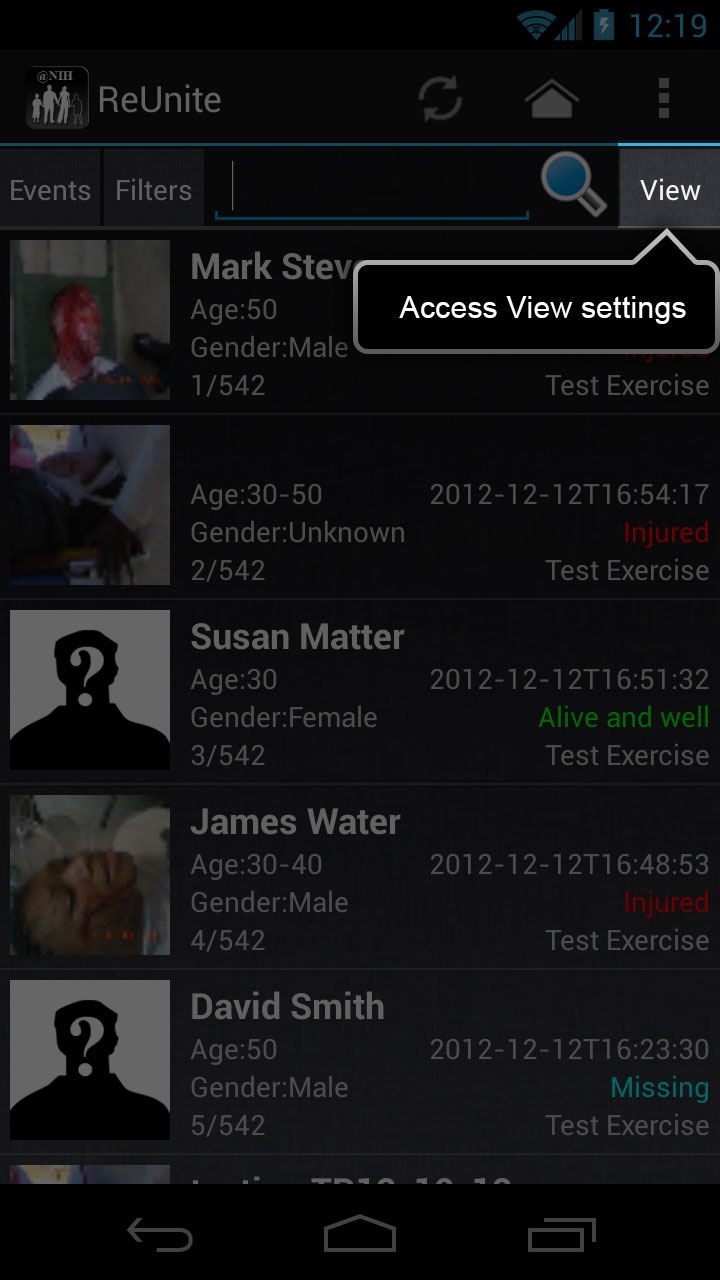 12:19
@NIH
ReUnite
Events
Filters
View
Access View settings
Mark Stev
Age:50
Gender:Male
Injured
1/542
Test Exercise
Age:30-50
2012-12-12T16:54:17
Gender:Unknown
Injured
2/542
Test Exercise
Susan Matter
Age:30
2012-12-12T16:51:32
Gender:Female
Alive and well
3/542
Test Exercise
James Water
Age:30-40
2012-12-12T16:48:53
Gender:Male
Injured
4/542
Test Exercise
David Smith
Age:50
2012-12-12T16:23:30
Gender:Male
Missing
5/542
Test Exercise